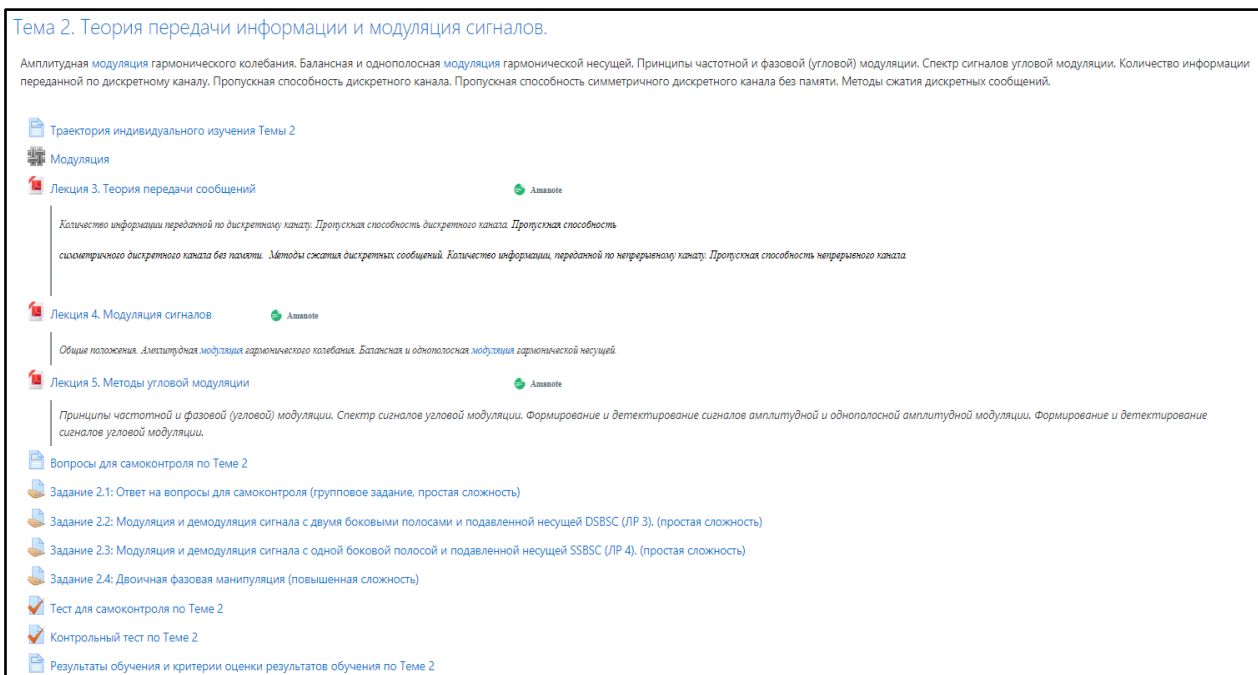 Тема 2. Теория передачи информации и модуляция сигналов.
Амплитудная модуляция гармонического колебания. Балансная и однополосная модуляция гармонической несущей. Принципы частотной и фазовой (угловой) модуляции. Спектр сигналов угловой модуляции. Количество информации
переданной по дискретному каналу. Пропускная способность дискретного канала. Пропускная способность симметричного дискретного канала без памяти. Методы сжатия дискретных сообщений.
Траектория индивидуального изучения Темы 2
Модуляция
Лекция 3. Теория передачи сообщений Amanote
Количество информации переданной по дискретному каналу. Пропускная способность дискретного канала. Пропускная способность
симметричного дискретного канала без памяти. Методы сжатия дискретных сообщений. Количество информации, переданной по непрерывному каналу. Пропускная способность непрерывного канала.
Лекция 4. Модуляция сигналов Amanote
Общие положения. Амплитудная модуляция гармонического колебания. Балансная и однополосная модуляция гармонической несущей.
Лекция 5. Методы угловой модуляции Amanote
Принципы частотной и фазовой (угловой) модуляции. Спектр сигналов угловой модуляции. Формирование и детектирование сигналов амплитудной и однополосной амплитудной модуляции. Формирование и детектирование
сигналов угловой модуляции.
Вопросы для самоконтроля по Теме 2
Задание 2.1: Ответ на вопросы для самоконтроля (групповое задание, простая сложность)
Задание 2.2: Модуляция и демодуляция сигнала с двумя боковыми полосами и подавленной несущей DSBSC (ЛР 3). (простая сложность)
Задание 2.3: Модуляция и демодуляция сигнала с одной боковой полосой и подавленной несущей SSBSC (ЛР 4). (простая сложность)
Задание 2.4: Двоичная фазовая манипуляция (повышенная сложность)
Тест для самоконтроля по Теме 2
Контрольный тест по Теме 2
Результаты обучения и критерии оценки результатов обучения по Теме 2